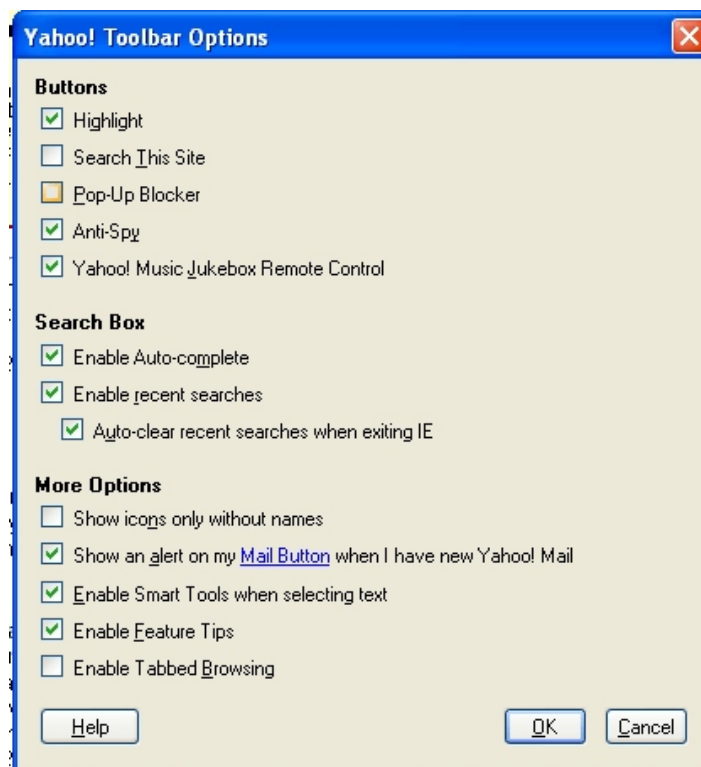 Yahoo! Toolbar Options
Buttons
Highlight
Search This Site
Pop-Up Blocker
Anti-Spy
Yahoo! Music Jukebox Remote Control
Search Box
Enable Auto-complete
Enable recent searches
Auto-clear recent searches when exiting IE
More Options
Show icons only without names
Show an alert on my Mail Button when I have new Yahoo! Mail
Enable Smart Tools when selecting text
Enable Feature Tips
Enable Tabbed Browsing
Help OK Cancel